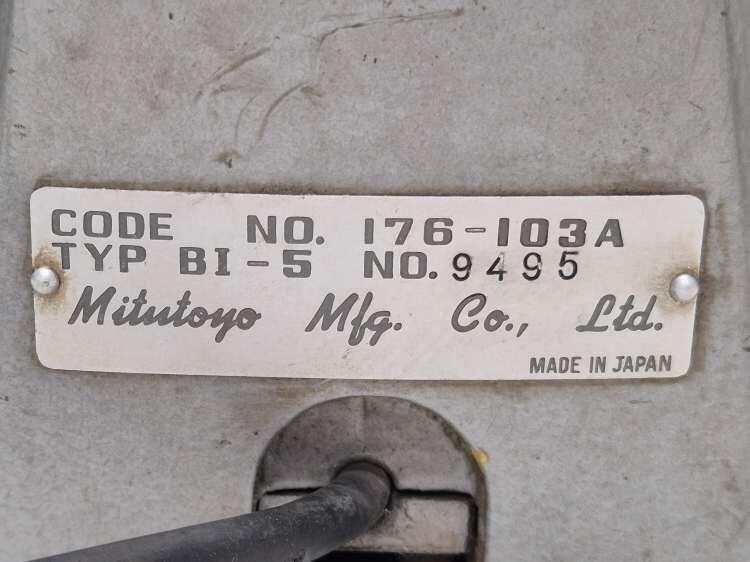 CODE NO. 176-103A
TYP BI-5 NO. 9495
Mitutoyo Mfg. Co., Ltd.
MADE IN JAPAN